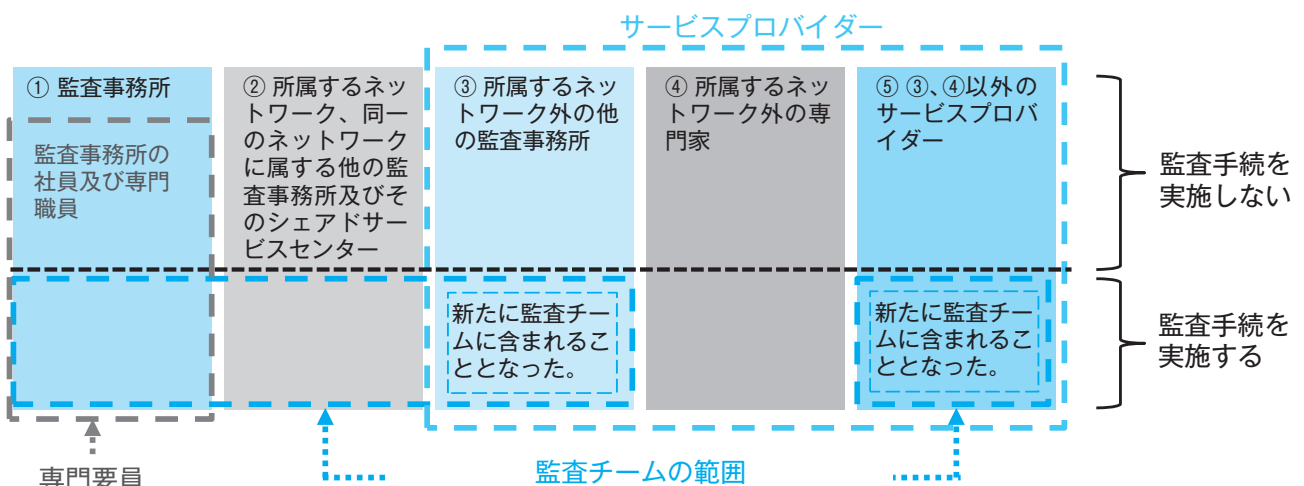 サービスプロバイダー
① 監査事務所
監査事務所の
社員及び専門
職員
② 所属するネッ
トワーク、同一
のネットワーク
に属する他の監
査事務所及びそ
のシェアドサー
ビスセンター
③ 所属するネッ
トワーク外の他
の監査事務所
④ 所属するネッ
トワーク外の専
門家
⑤ ③、④以外の
サービスプロバ
イダー
監査手続を
実施しない
新たに監査チー
ムに含まれるこ
ととなった。
新たに監査チー
ムに含まれるこ
ととなった。
監査手続を
実施する
専門要員
監査チームの範囲